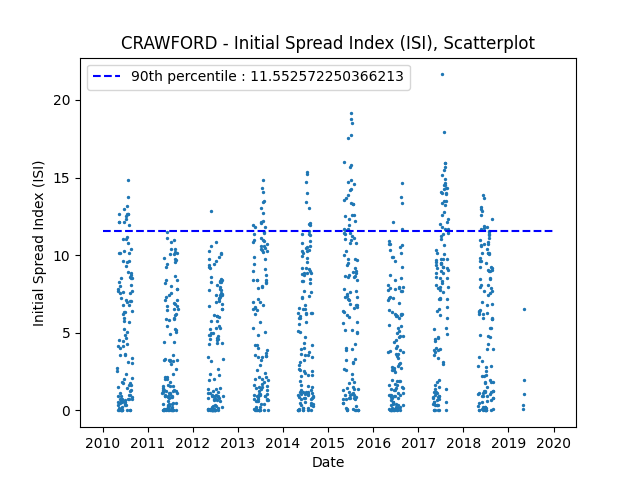 CRAWFORD - Initial Spread Index (ISI), Scatterplot
90th percentile : 11.552572250366213
20
15
10
5
0
Initial Spread Index (ISI)
2010 2011 2012 2013 2014 2015 2016 2017 2018 2019 2020
Date